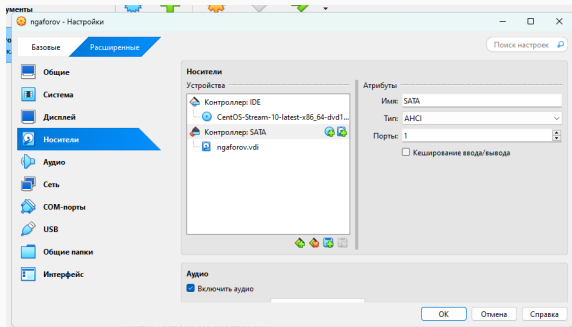 ументы
ngaforov - Настройки
Базовые
Расширенные
Поиск настроек
Общие
Система
Дисплей
Носители
Аудио
Сеть
COM-порты
USB
Общие папки
Интерфейс
Носители
Устройства
Контроллер: IDE
CentOS-Stream-10-latest-x86_64-dvd1...
Контроллер: SATA
ngaforov.vdi
Атрибуты
Имя: SATA
Тип: AHCI
Порты: 1
Кеширование ввода/вывода
Аудио
Включить аудио
OK
Отмена
Справка